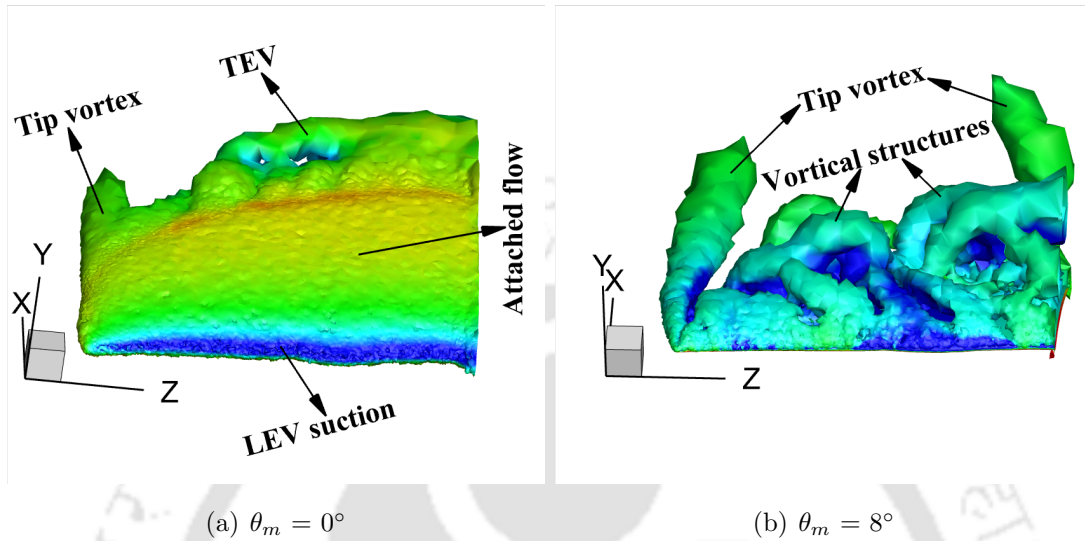 TEV
Tip vortex
Attached flow
LEV suction
Y
X
Z
Tip vortex
Vortical structures
Y
X
Z
(a) θₘ = 0°
(b) θₘ = 8°